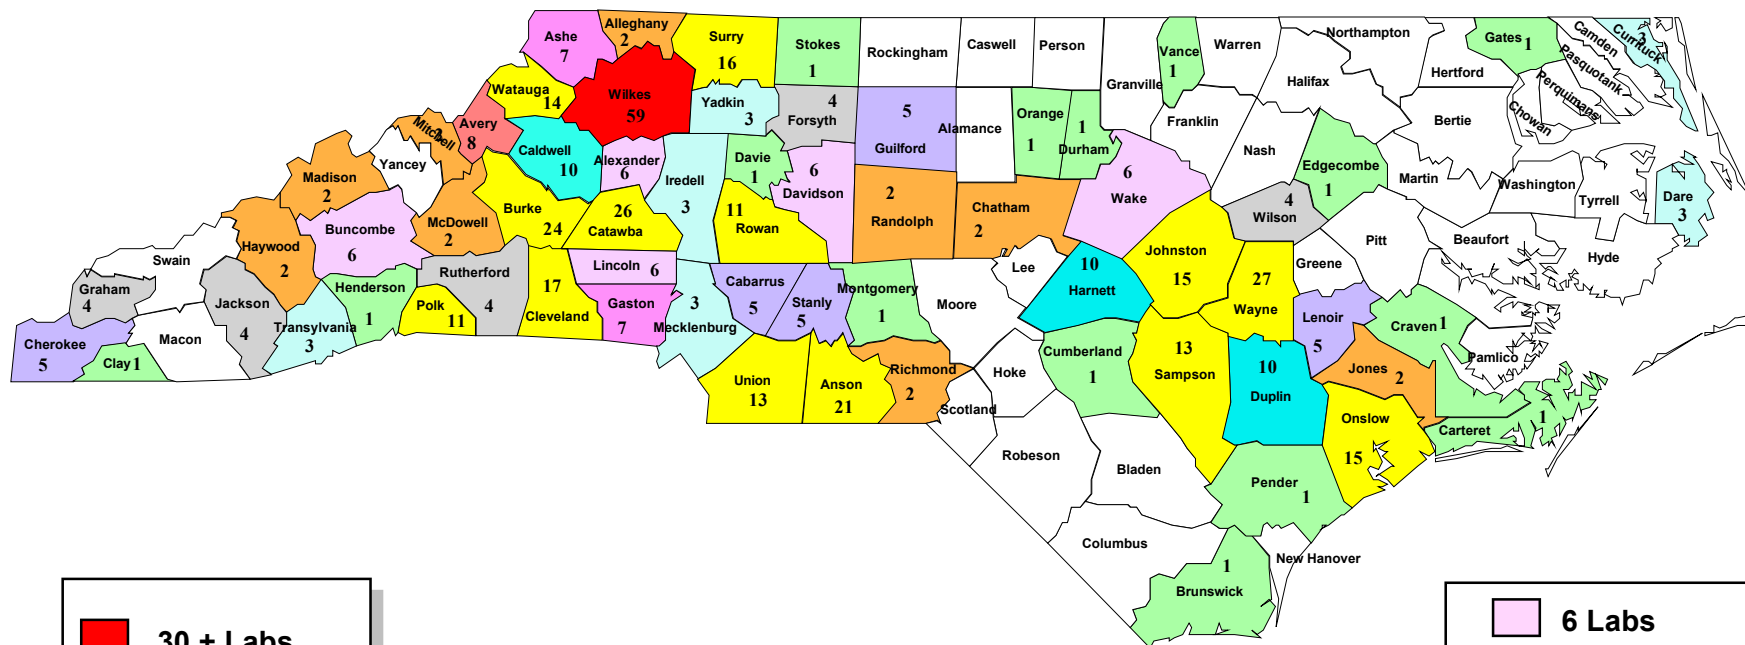 Ashe
7
Alleghany
2
Surry
16
Stokes
1
Rockingham
Caswell
Person
Granville
Vance
1
Warren
Northampton
Halifax
Hertford
Gates 1
Camden
Currituck
3
Pasquotank
Perquimans
Chowan
Bertie
Watauga
14
Wilkes
59
Yadkin
3
Forsyth
4
Guilford
5
Alamance
Orange
1
Durham
1
Franklin
Nash
Edgecombe
1
Martin
Washington
Tyrrell
Dare
3
Mitchell
Avery
8
Yancey
Caldwell
10
Alexander
6
Iredell
3
Davie
1
Davidson
6
Randolph
2
Chatham
2
Wake
6
Wilson
4
Madison
2
Buncombe
6
McDowell
2
Burke
24
Catawba
26
Rowan
11
Johnston
15
Greene
Pitt
Beaufort
Hyde
Haywood
2
Swain
Graham
4
Jackson
4
Transylvania
3
Henderson
1
Polk
11
Rutherford
4
Cleveland
17
Lincoln 6
Gaston
7
Mecklenburg
3
Cabarrus
5
Stanly
5
Montgomery
1
Moore
Lee
Harnett
10
Wayne
27
Lenoir
5
Craven 1
Pamlico
Cherokee
5
Clay 1
Macon
Union
13
Anson
21
Richmond
2
Scotland
Hoke
Cumberland
1
Sampson
13
Duplin
10
Jones 2
Onslow
15
Carteret
1
Robeson
Bladen
Pender
1
Columbus
New Hanover
Brunswick
1
30 + Labs
6 Labs